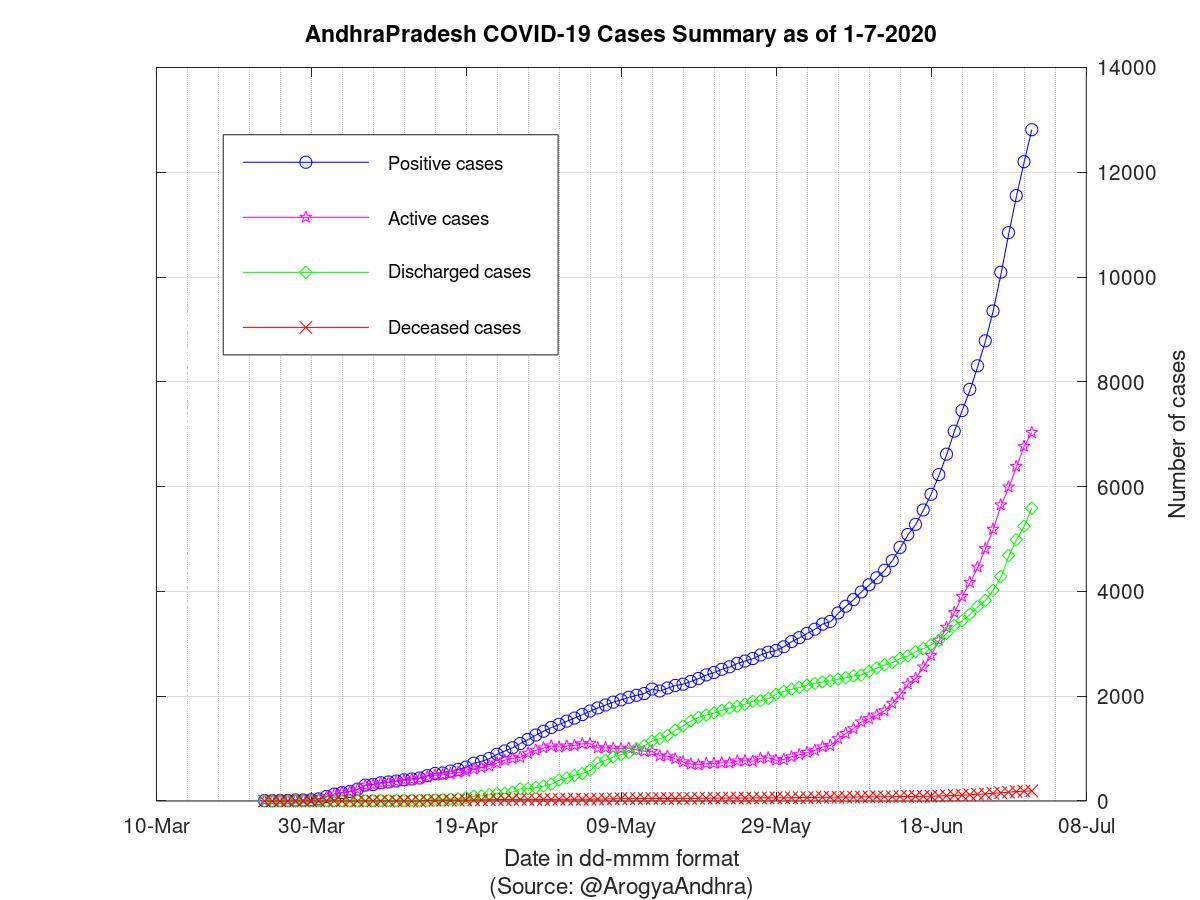 AndhraPradesh COVID-19 Cases Summary as of 1-7-2020
14000
Positive cases
12000
Active cases
Discharged cases
10000
Deceased cases
8000
6000
4000
2000
0
Number of cases
10-Mar 30-Mar 19-Apr 09-May 29-May 18-Jun 08-Jul
Date in dd-mmm format
(Source: @ArogyaAndhra)